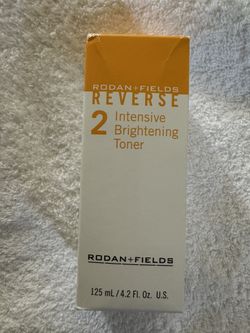 RODAN+FIELDS
REVERSE
2 Intensive
Brightening
Toner
RODAN+FIELDS
125 mL / 4.2 Fl. Oz. U.S.